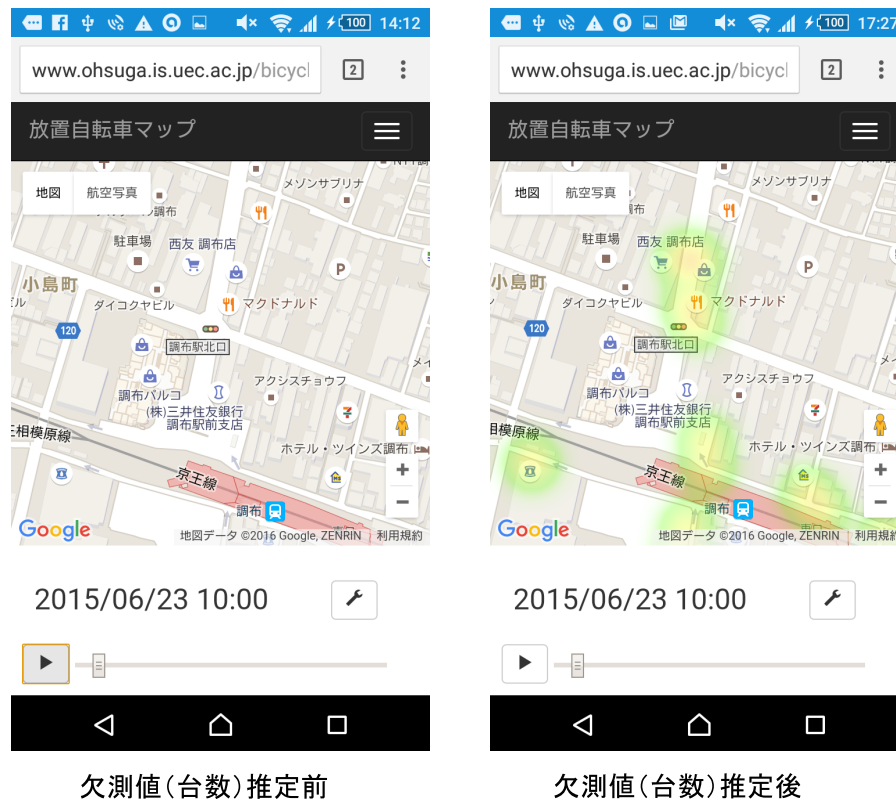 100 14:12
www.ohsuga.is.uec.ac.jp/bicycl
2
放置自転車マップ
地図 航空写真
メゾンサブリナ
調布
駐車場
西友 調布店
P
小島町
ダイコクヤビル
マクドナルド
120
調布駅北口
調布パルコ
アクシスチョウフ
(株)三井住友銀行
調布駅前支店
相模原線
ホテル・ツインズ調布
京王線
調布
Google
地図データ ©2016 Google, ZENRIN 利用規約
2015/06/23 10:00
欠測値(台数)推定前
100 17:27
www.ohsuga.is.uec.ac.jp/bicycl
2
放置自転車マップ
地図 航空写真
メゾンサブリナ
布
駐車場
西友 調布店
P
小島町
ダイコクヤビル
マクドナルド
120
調布駅北口
調布パルコ
アクシスチョウフ
(株)三井住友銀行
調布駅前支店
相模原線
ホテル・ツインズ調布
京王線
調布
Google
地図データ ©2016 Google, ZENRIN 利用規約
2015/06/23 10:00
欠測値(台数)推定後